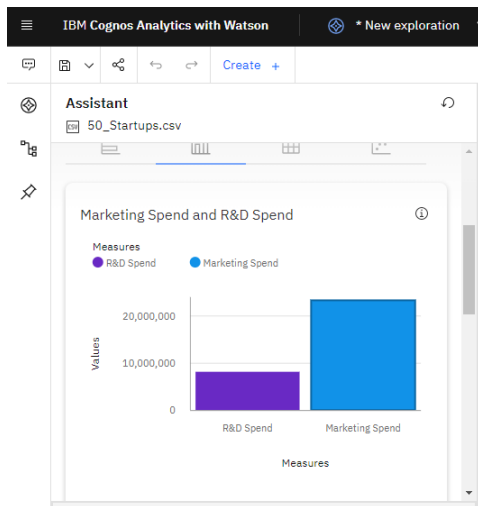 IBM Cognos Analytics with Watson
* New exploration
Create +
Assistant
CSV 50_Startups.csv
Marketing Spend and R&D Spend
Measures
R&D Spend
Marketing Spend
Values
20,000,000
10,000,000
0
R&D Spend
Marketing Spend
Measures